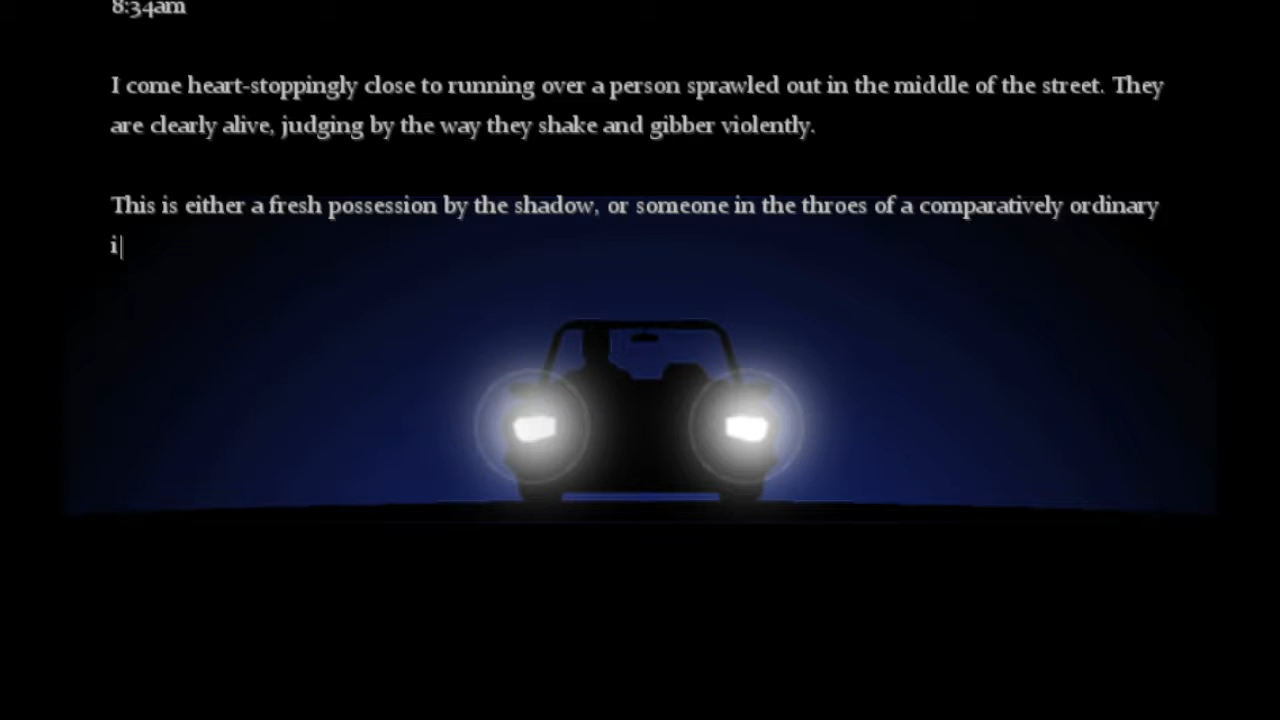 8:34am
I come heart-stoppingly close to running over a person sprawled out in the middle of the street. They
are clearly alive, judging by the way they shake and gibber violently.
This is either a fresh possession by the shadow, or someone in the throes of a comparatively ordinary
i